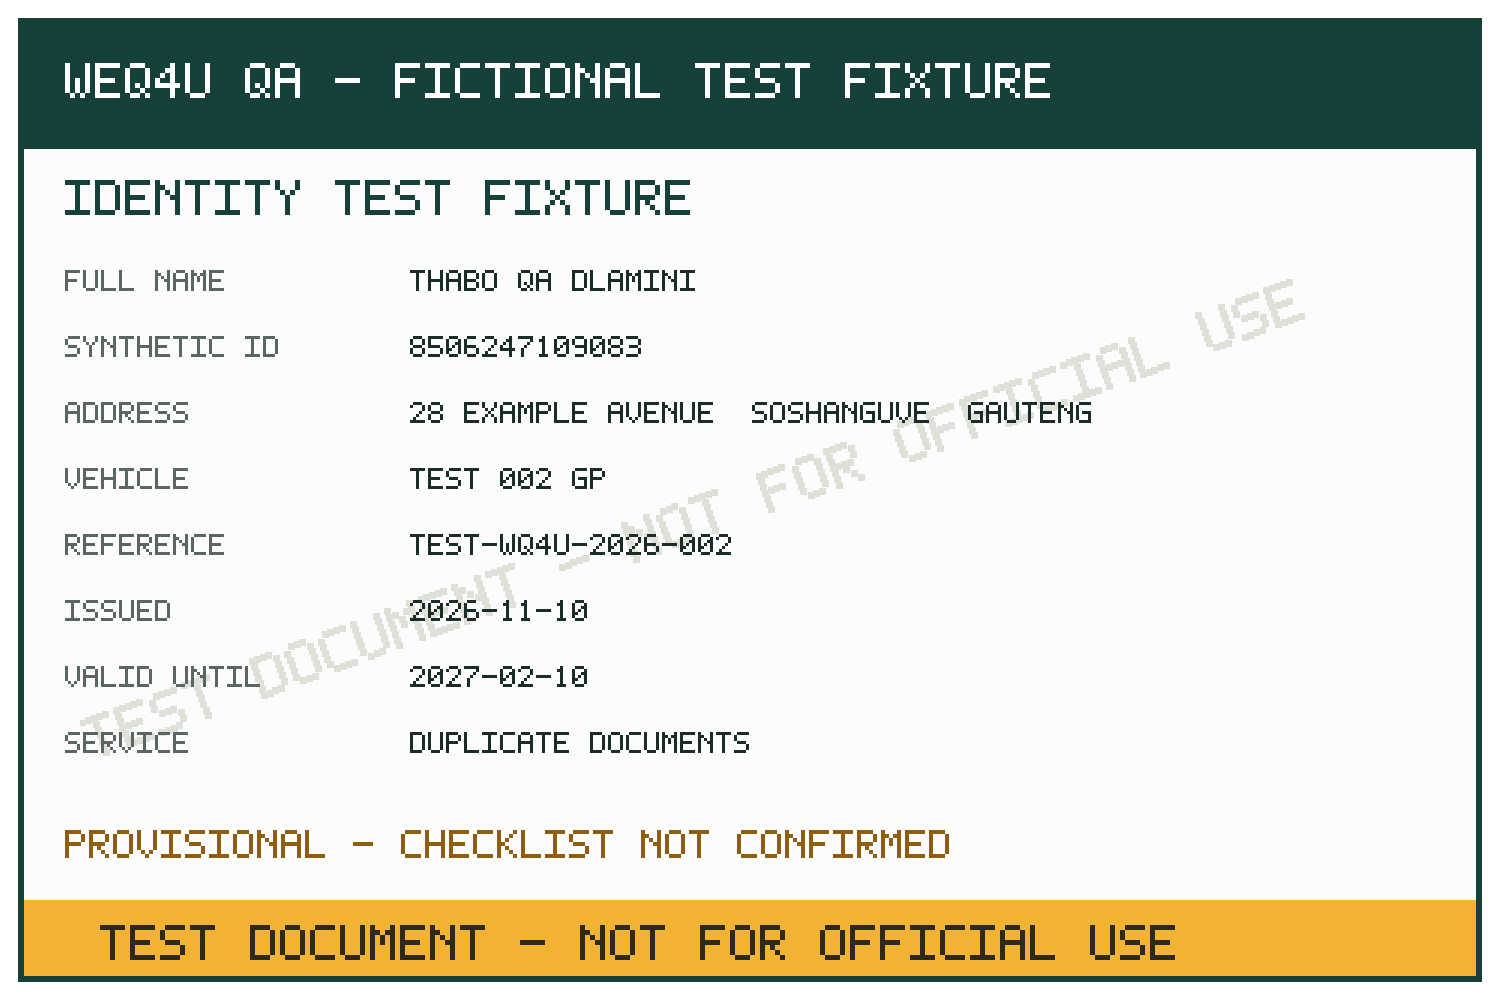 WEQ4U QA - FICTIONAL TEST FIXTURE
IDENTITY TEST FIXTURE
FULL NAME THABO QA DLAMINI
SYNTHETIC ID 8506247109083
ADDRESS 28 EXAMPLE AVENUE SOSHANGUVE GAUTENG
VEHICLE TEST 002 GP
REFERENCE TEST-WQ4U-2026-002
ISSUED 2026-11-10
VALID UNTIL 2027-02-10
SERVICE DUPLICATE DOCUMENTS
TEST DOCUMENT - NOT FOR OFFICIAL USE
PROVISIONAL - CHECKLIST NOT CONFIRMED
TEST DOCUMENT - NOT FOR OFFICIAL USE